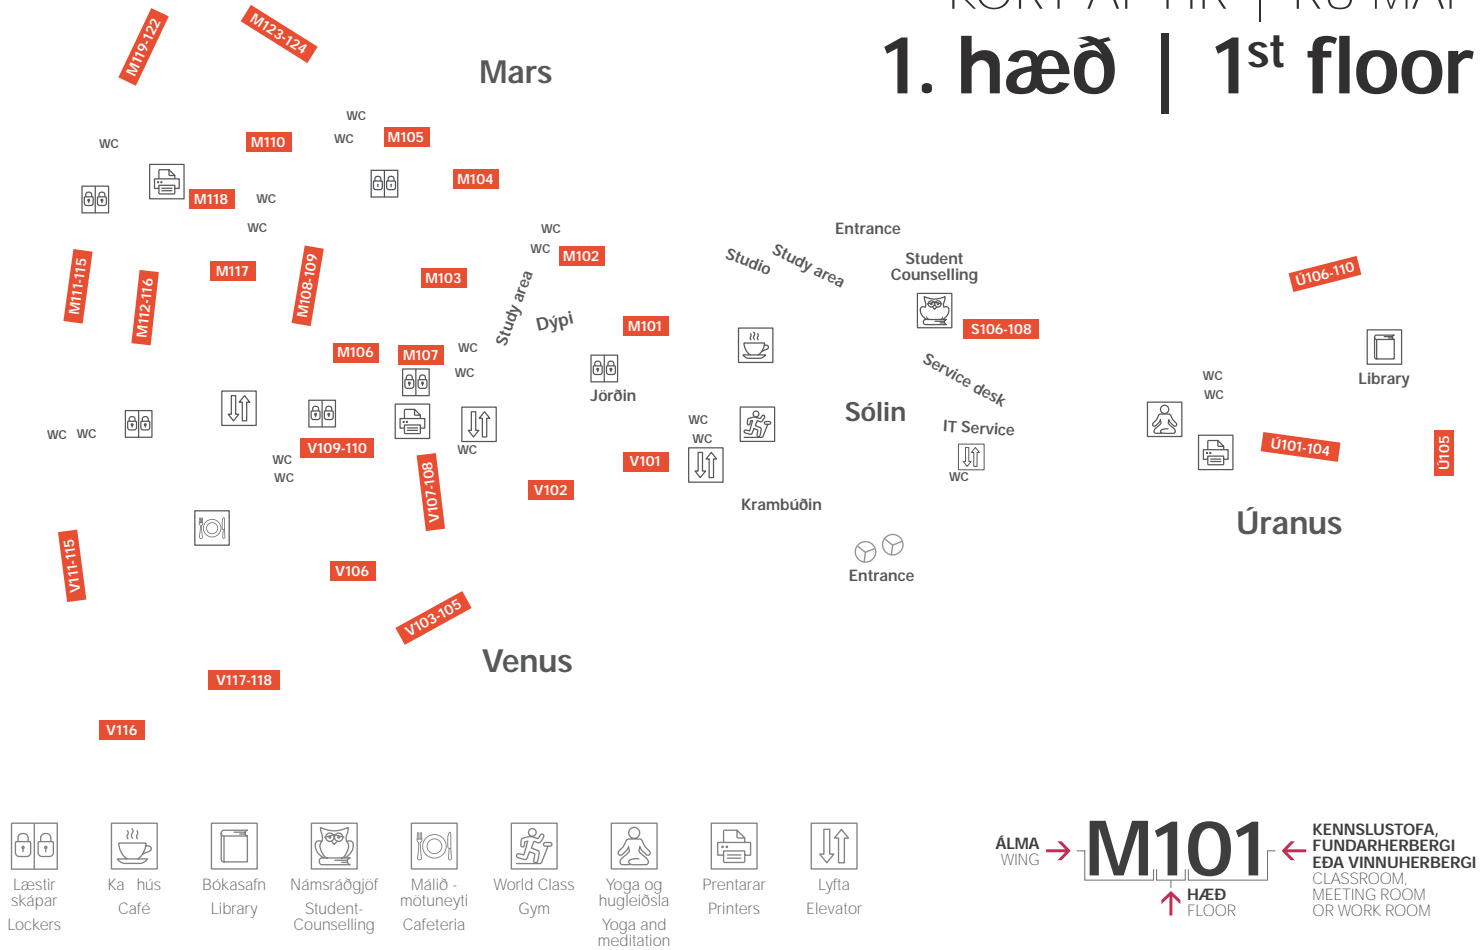 1. hæð | 1st floor
M119-122
M123-124
Mars
WC
WC
WC
M110
M105
M104
M118
WC
WC
M111-115
M112-116
M117
M108-109
M103
WC
WC
M102
Study area
Dýpi
M101
M106
M107
WC
WC
Jörðin
Studio
Study area
Entrance
Student
Counselling
S106-108
Service desk
Sólin
IT Service
WC
WC
WC
WC
WC
V109-110
WC
WC
WC
V107-108
V102
V101
Krambúðin
Entrance
V111-115
V106
V103-105
Venus
V117-118
V116
Ú106-110
Library
WC
WC
Ú101-104
Ú105
Úranus
Læstir
skápar
Lockers
Ka hús
Café
Bókasafn
Library
Námsráðgjöf
Student-
Counselling
Málið -
mötuneyti
Cafeteria
World Class
Gym
Yoga og
hugleiðsla
Yoga and
meditation
Prentarar
Printers
Lyfta
Elevator
ÁLMA
WING
M101
HÆÐ
FLOOR
KENNSLUSTOFA,
FUNDARHERBERGI
EÐA VINNUHERBERGI
CLASSROOM,
MEETING ROOM
OR WORK ROOM